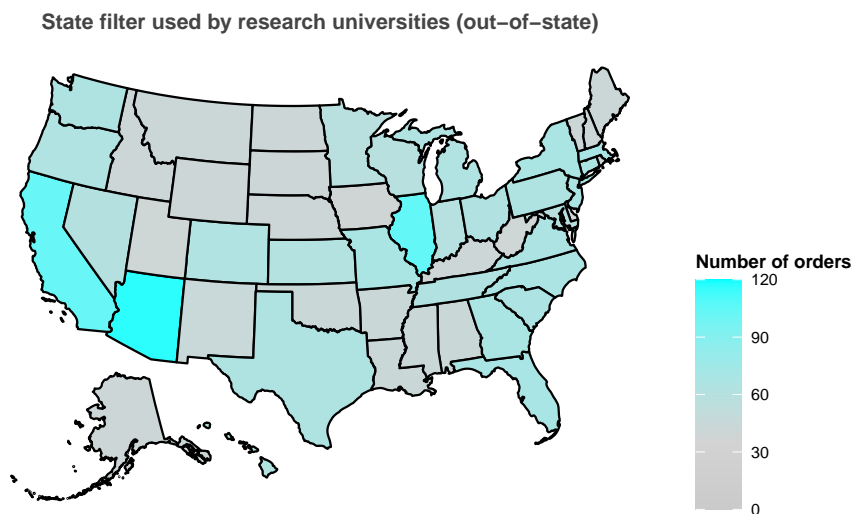 State filter used by research universities (out−of−state)
Number of orders
120
90
60
30
0